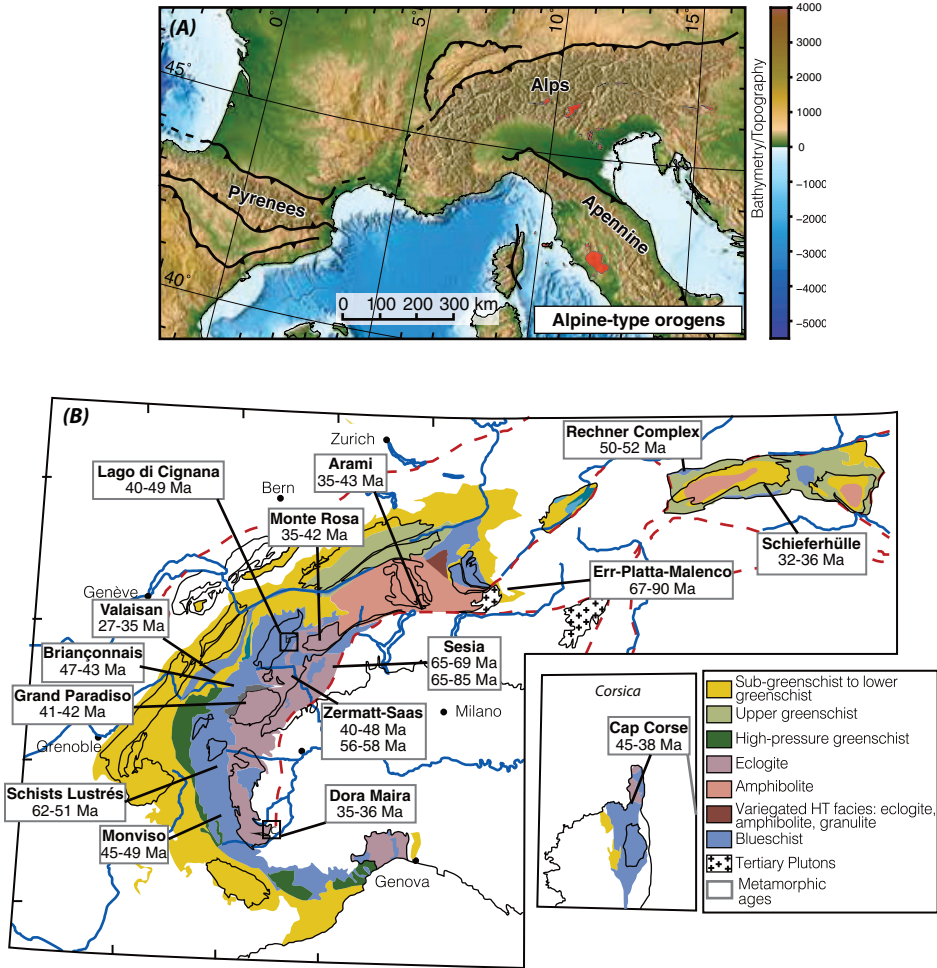 (A)
0°
5°
10°
15°
45°
40°
Alps
Pyrenees
Apennine
0 100 200 300 km
Alpine-type orogens
Bathymetry/Topography
4000
3000
2000
1000
0
−1000
−2000
−3000
−4000
−5000
(B)
Zurich
Rechner Complex
50-52 Ma
Lago di Cignana
40-49 Ma
Arami
35-43 Ma
Bern
Monte Rosa
35-42 Ma
Schieferhülle
32-36 Ma
Err-Platta-Malenco
67-90 Ma
Genève
Valaisan
27-35 Ma
Briançonnais
47-43 Ma
Sesia
65-69 Ma
65-85 Ma
Grand Paradiso
41-42 Ma
Zermatt-Saas
40-48 Ma
56-58 Ma
Milano
Grenoble
Schists Lustrés
62-51 Ma
Dora Maira
35-36 Ma
Monviso
45-49 Ma
Genova
Corsica
Cap Corse
45-38 Ma
Sub-greenschist to lower
greenschist
Upper greenschist
High-pressure greenschist
Eclogite
Amphibolite
Variegated HT facies: eclogite,
amphibolite, granulite
Blueschist
Tertiary Plutons
Metamorphic
ages